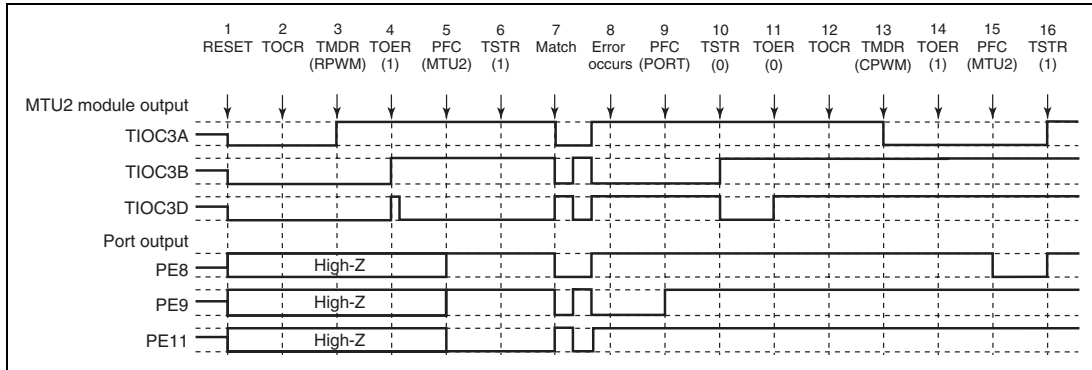 1 2 3 4 5 6 7 8 9 10 11 12 13 14 15 16
RESET TOCR TMDR TOER PFC TSTR Match Error PFC TSTR TOER TOCR TMDR TOER PFC TSTR
(RPWM) (1) (MTU2) (1) occurs (PORT) (0) (0) (CPWM) (1) (MTU2) (1)
MTU2 module output
TIOC3A
TIOC3B
TIOC3D
Port output
PE8 High-Z
PE9 High-Z
PE11 High-Z